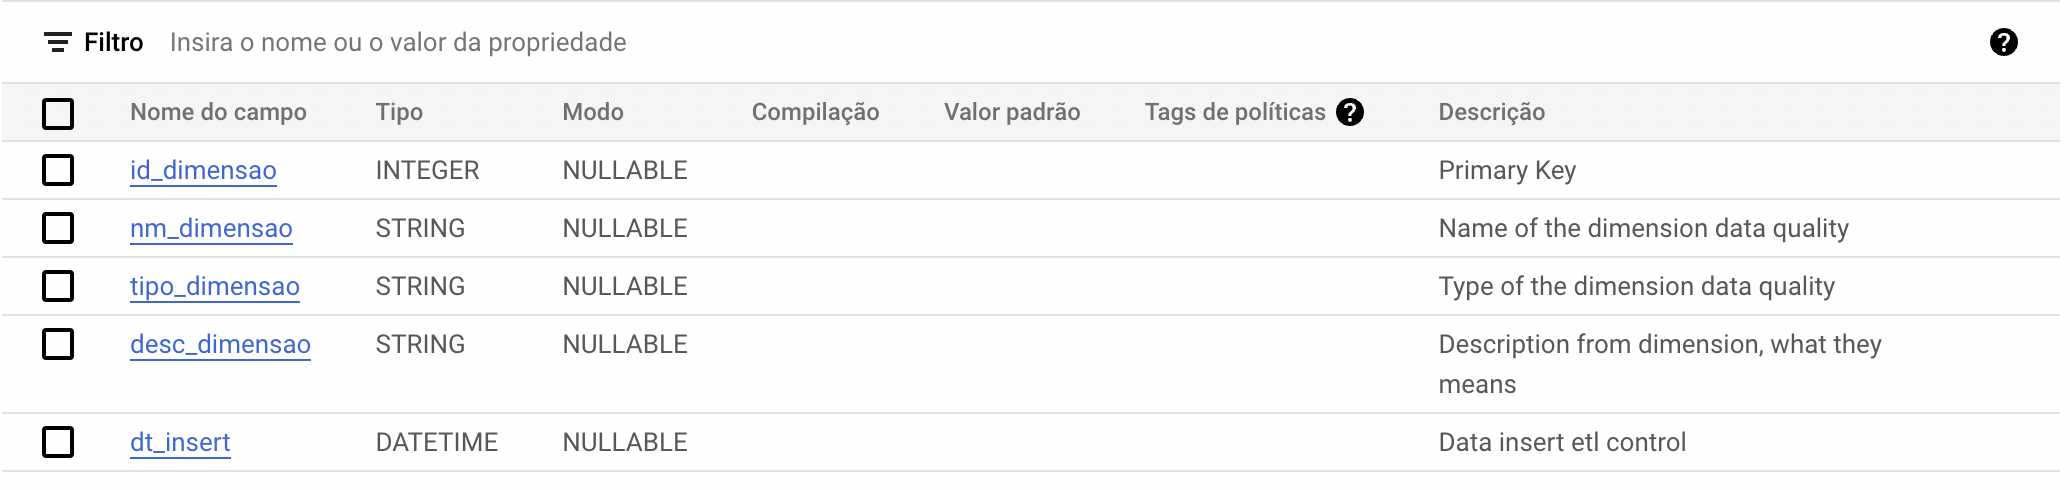 Filtro Insira o nome ou o valor da propriedade ?
Nome do campo Tipo Modo Compilação Valor padrão Tags de políticas ? Descrição
id_dimensao INTEGER NULLABLE Primary Key
nm_dimensao STRING NULLABLE Name of the dimension data quality
tipo_dimensao STRING NULLABLE Type of the dimension data quality
desc_dimensao STRING NULLABLE Description from dimension, what they
means
dt_insert DATETIME NULLABLE Data insert etl control